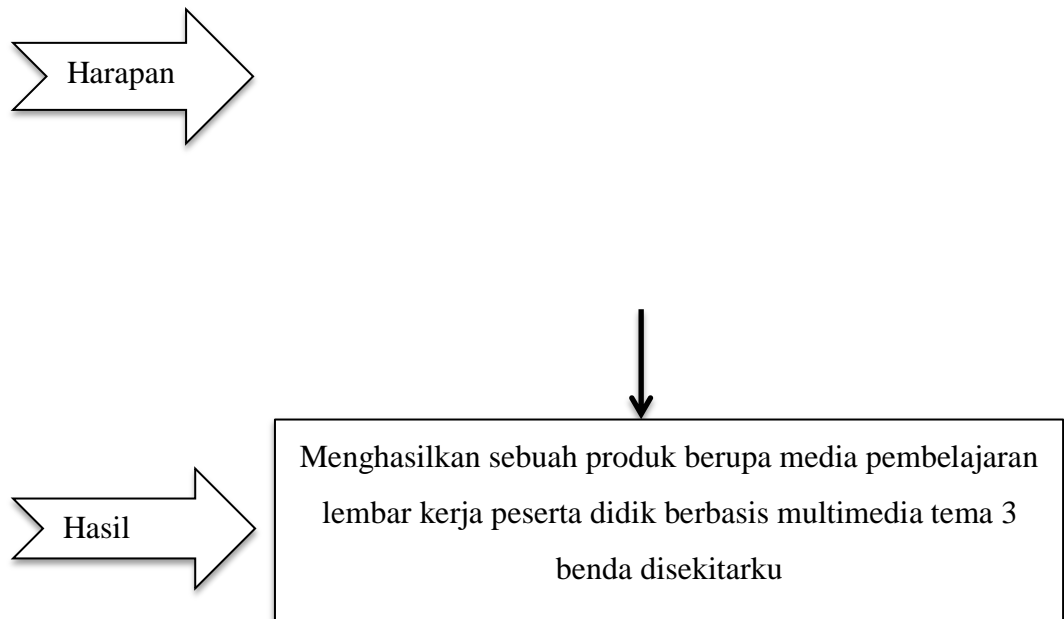 Harapan
Menghasilkan sebuah produk berupa media pembelajaran
lembar kerja peserta didik berbasis multimedia tema 3
benda disekitarku
Hasil